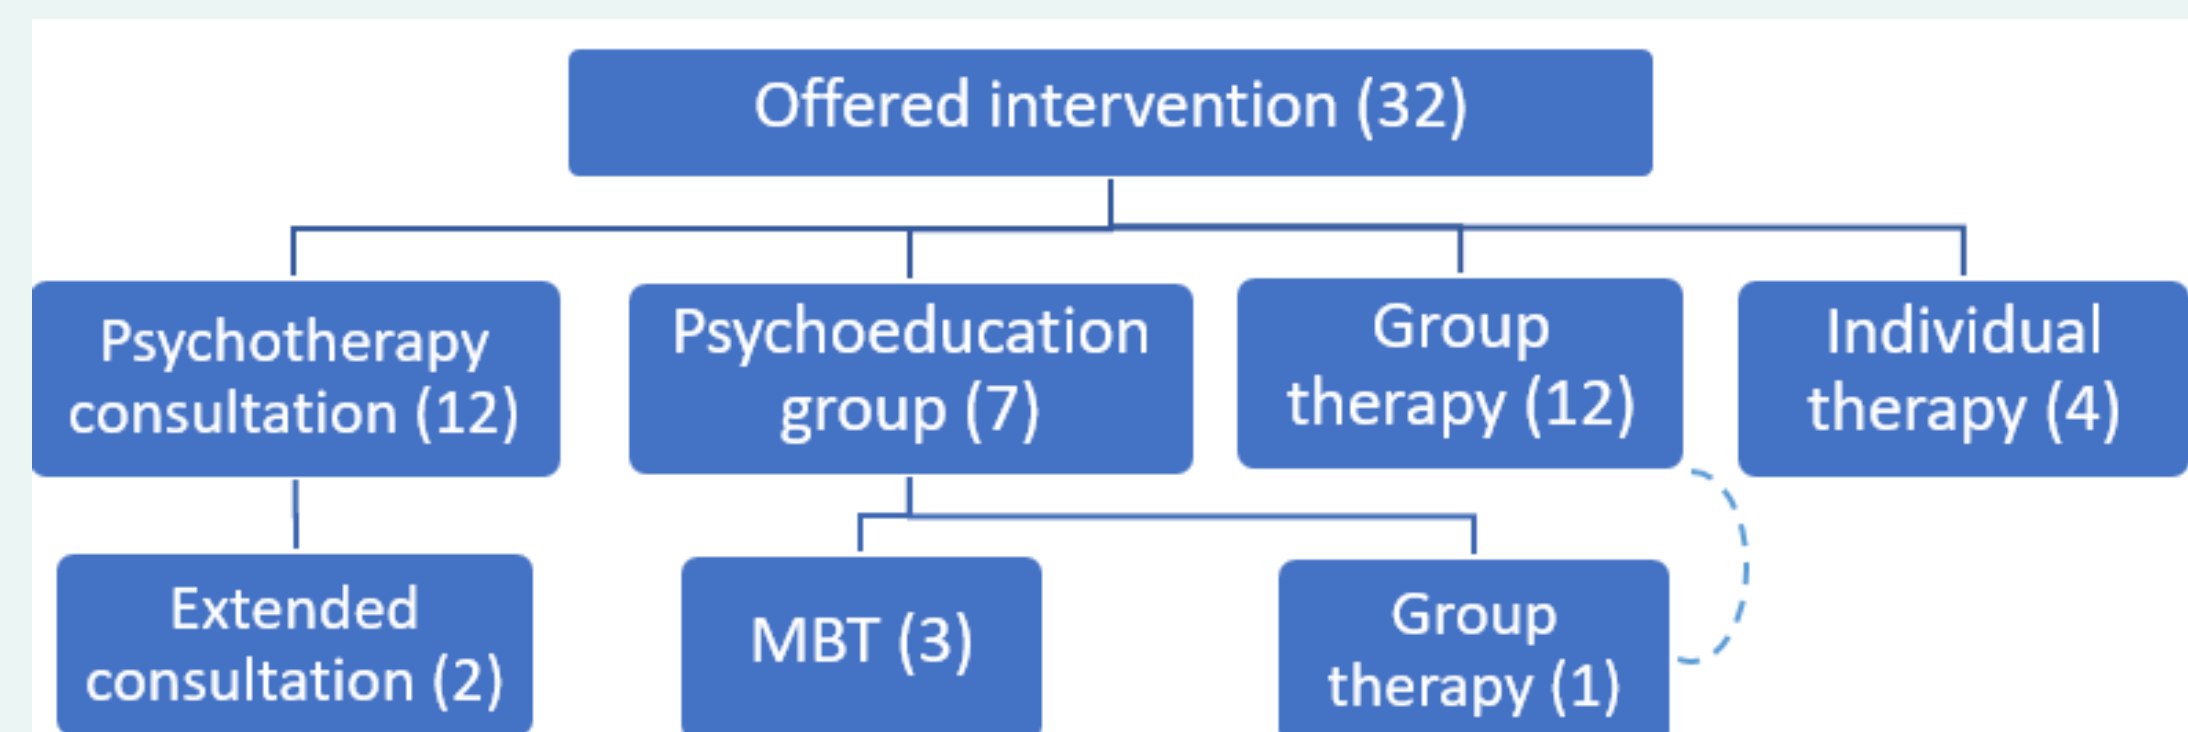 Offered intervention (32)
Psychotherapy
consultation (12)
Psychoeducation
group (7)
Group
therapy (12)
Individual
therapy (4)
Extended
consultation (2)
MBT (3)
Group
therapy (1)